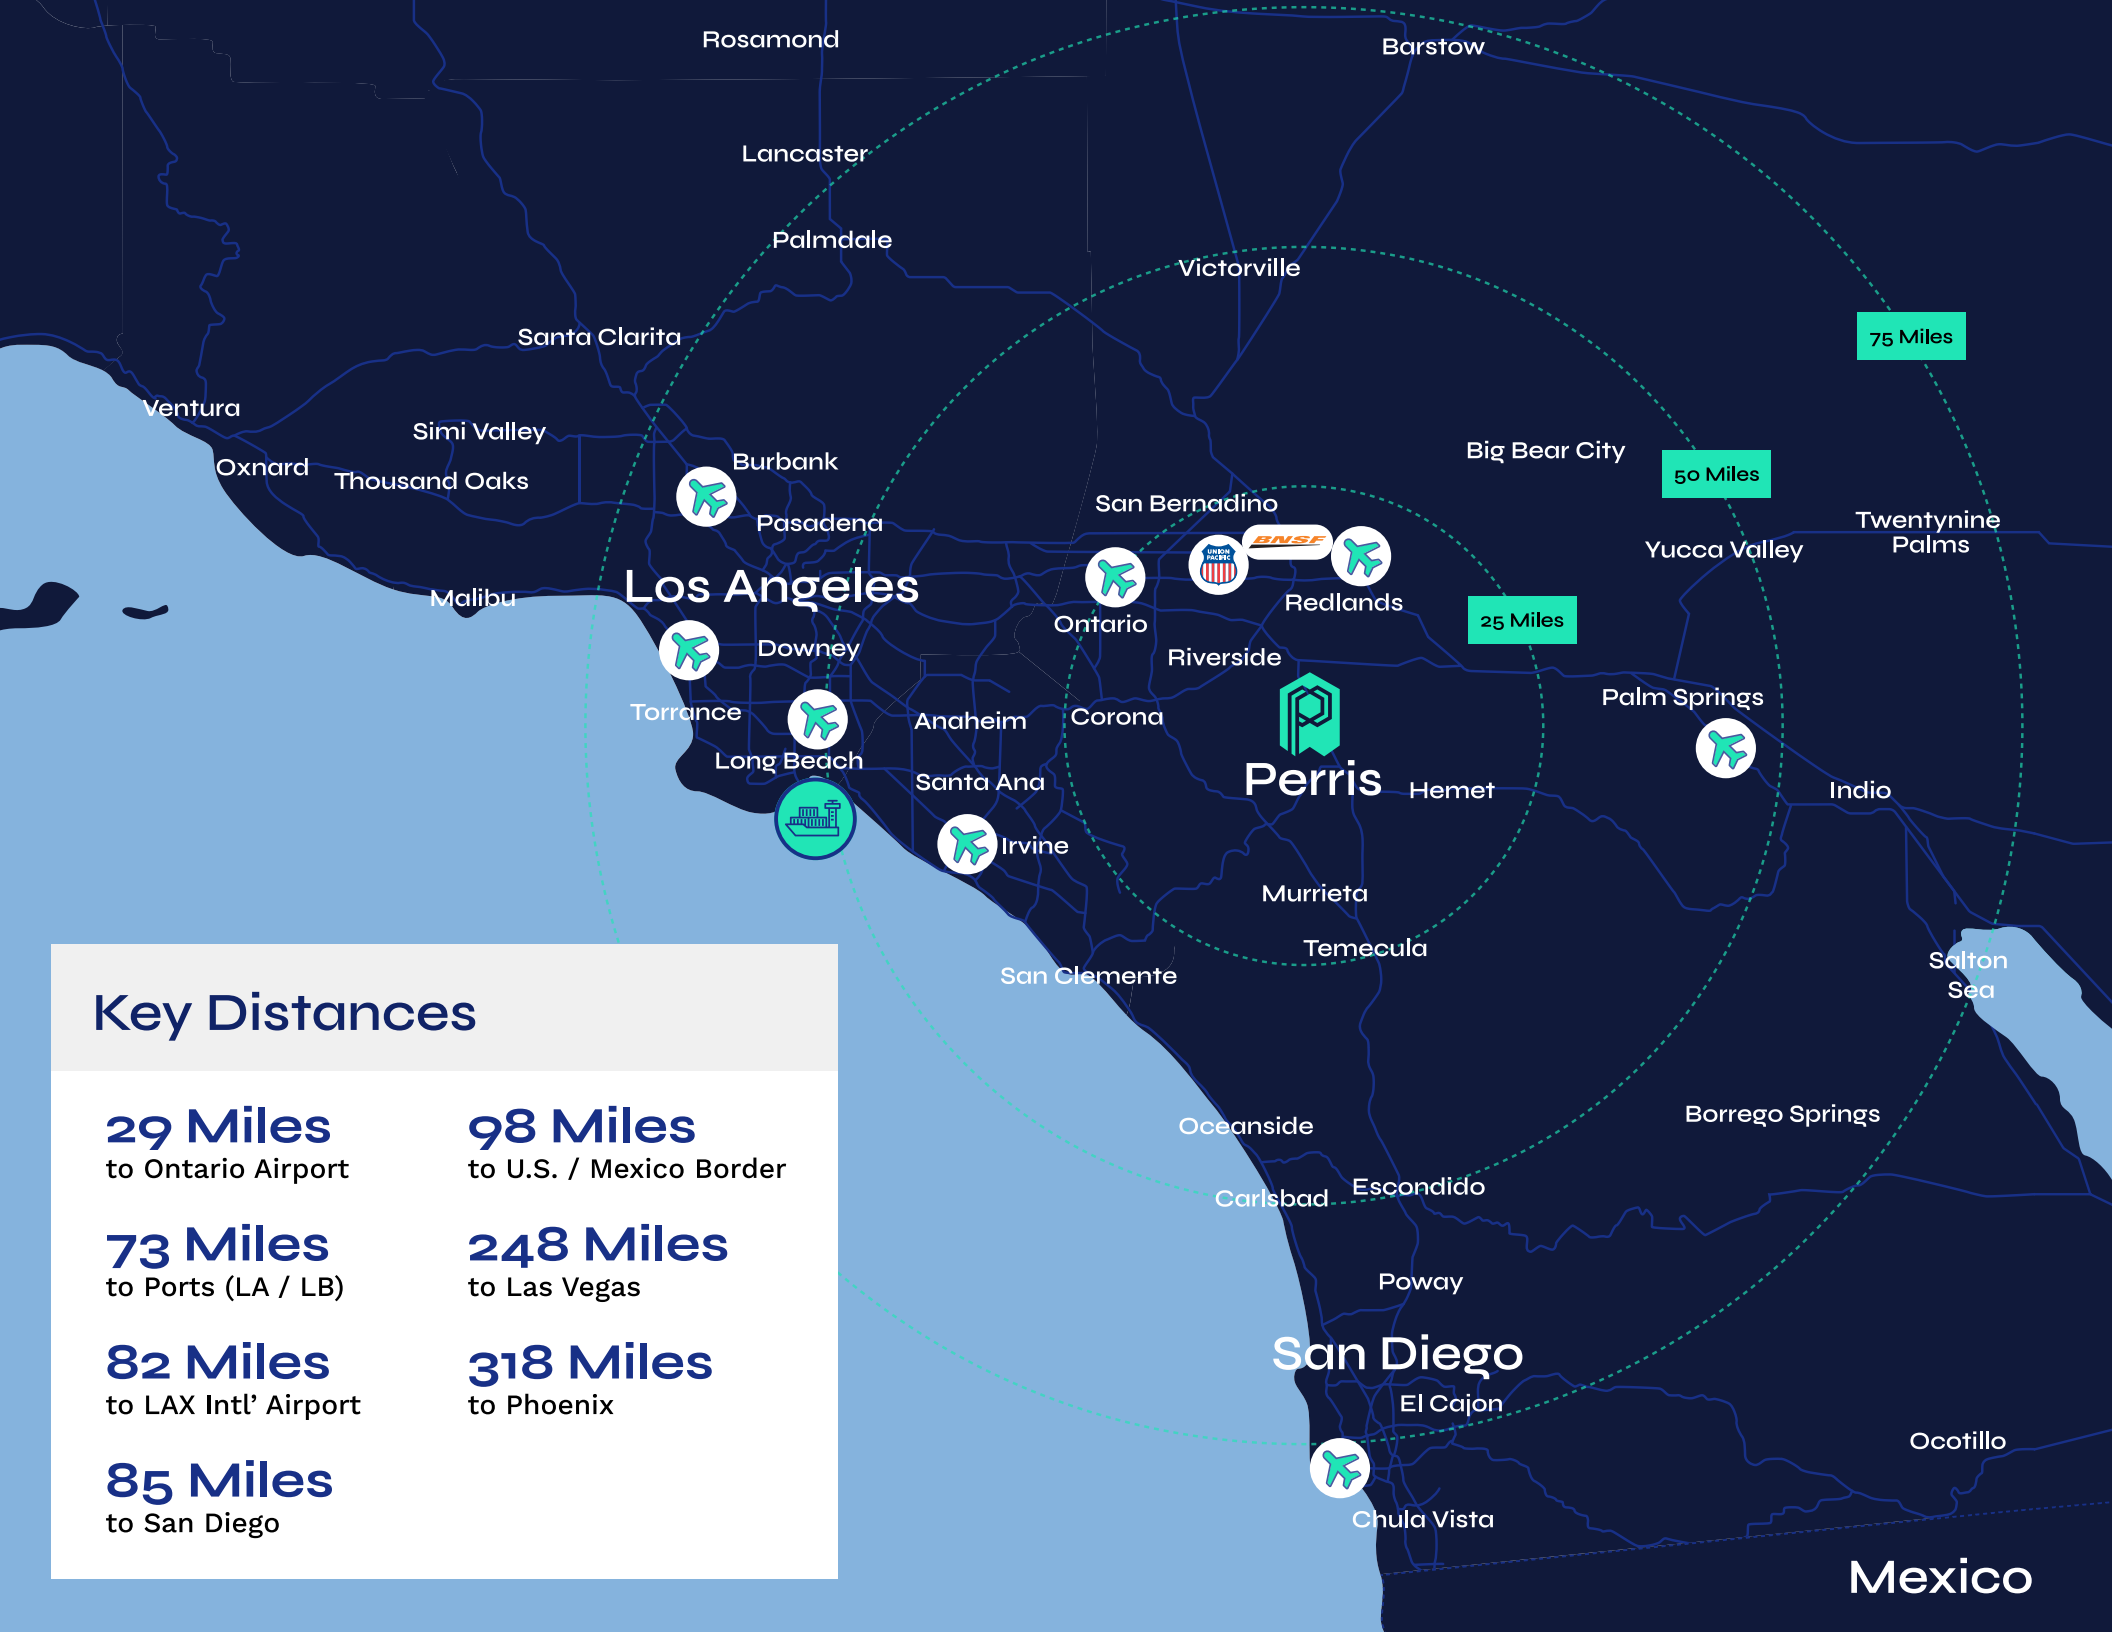 Rosamond
Barstow
Lancaster
Palmdale
Victorville
Santa Clarita
75 Miles
Ventura
Simi Valley
Big Bear City
Burbank
Oxnard
Thousand Oaks
50 Miles
San Bernadino
Pasadena
Twentynine
Palms
UNION
PACIFIC
BNSF
Yucca Valley
Los Angeles
Malibu
Redlands
Ontario
25 Miles
Downey
Riverside
Palm Springs
Torrance
Anaheim
Corona
Long Beach
Perris
Santa Ana
Hemet
Indio
Irvine
Murrieta
Temecula
Salton
Sea
San Clemente
Oceanside
Borrego Springs
Carlsbad
Escondido
Poway
San Diego
El Cajon
Ocotillo
Chula Vista
Mexico
Key Distances
29 Miles
to Ontario Airport
73 Miles
to Ports (LA / LB)
82 Miles
to LAX Intl’ Airport
85 Miles
to San Diego
98 Miles
to U.S. / Mexico Border
248 Miles
to Las Vegas
318 Miles
to Phoenix